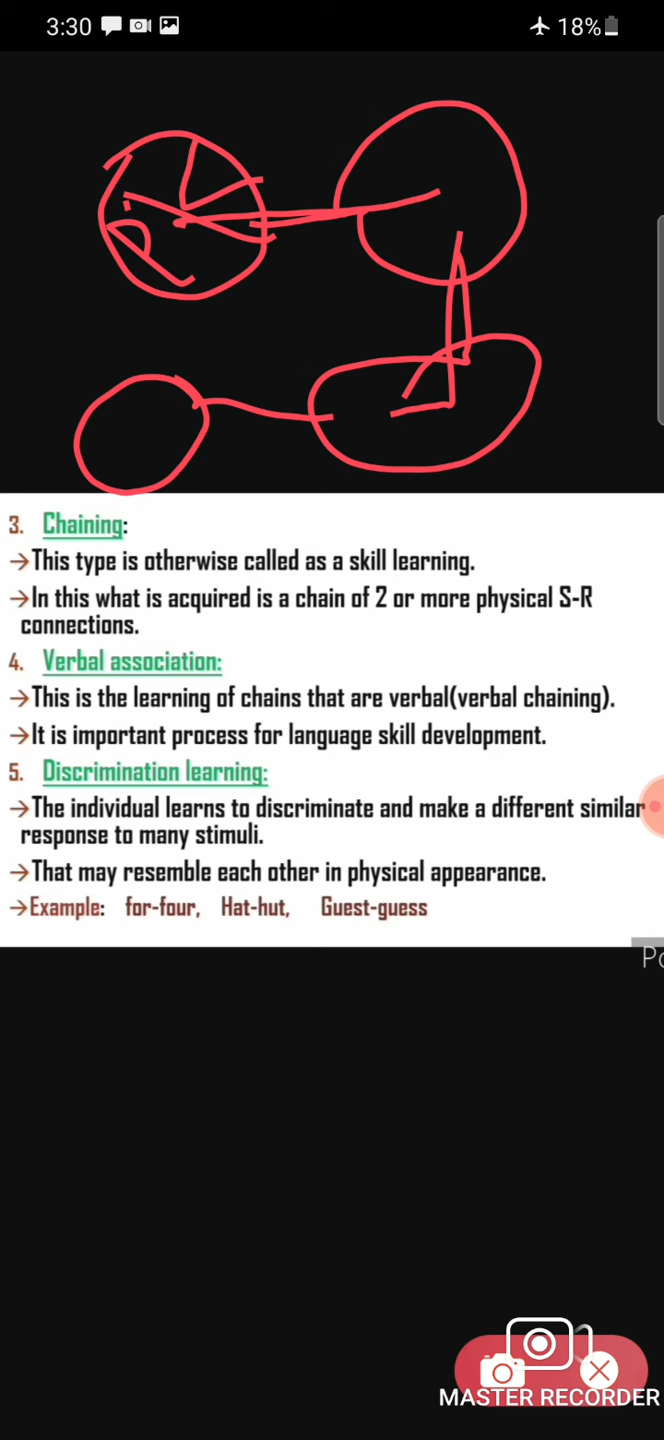 3:30 18%
3. Chaining:
→This type is otherwise called as a skill learning.
→In this what is acquired is a chain of 2 or more physical S-R
connections.
4. Verbal association:
→This is the learning of chains that are verbal(verbal chaining).
→It is important process for language skill development.
5. Discrimination learning:
→The individual learns to discriminate and make a different similar
response to many stimuli.
→That may resemble each other in physical appearance.
→Example: for-four, Hat-hut, Guest-guess
MASTER RECORDER